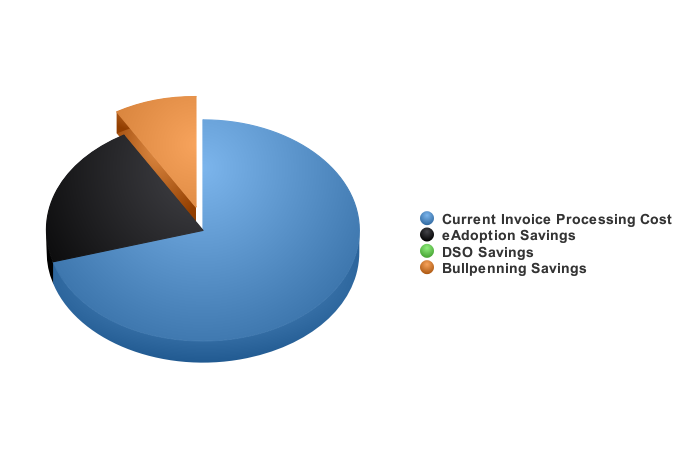 Current Invoice Processing Cost
eAdoption Savings
DSO Savings
Bullpenning Savings